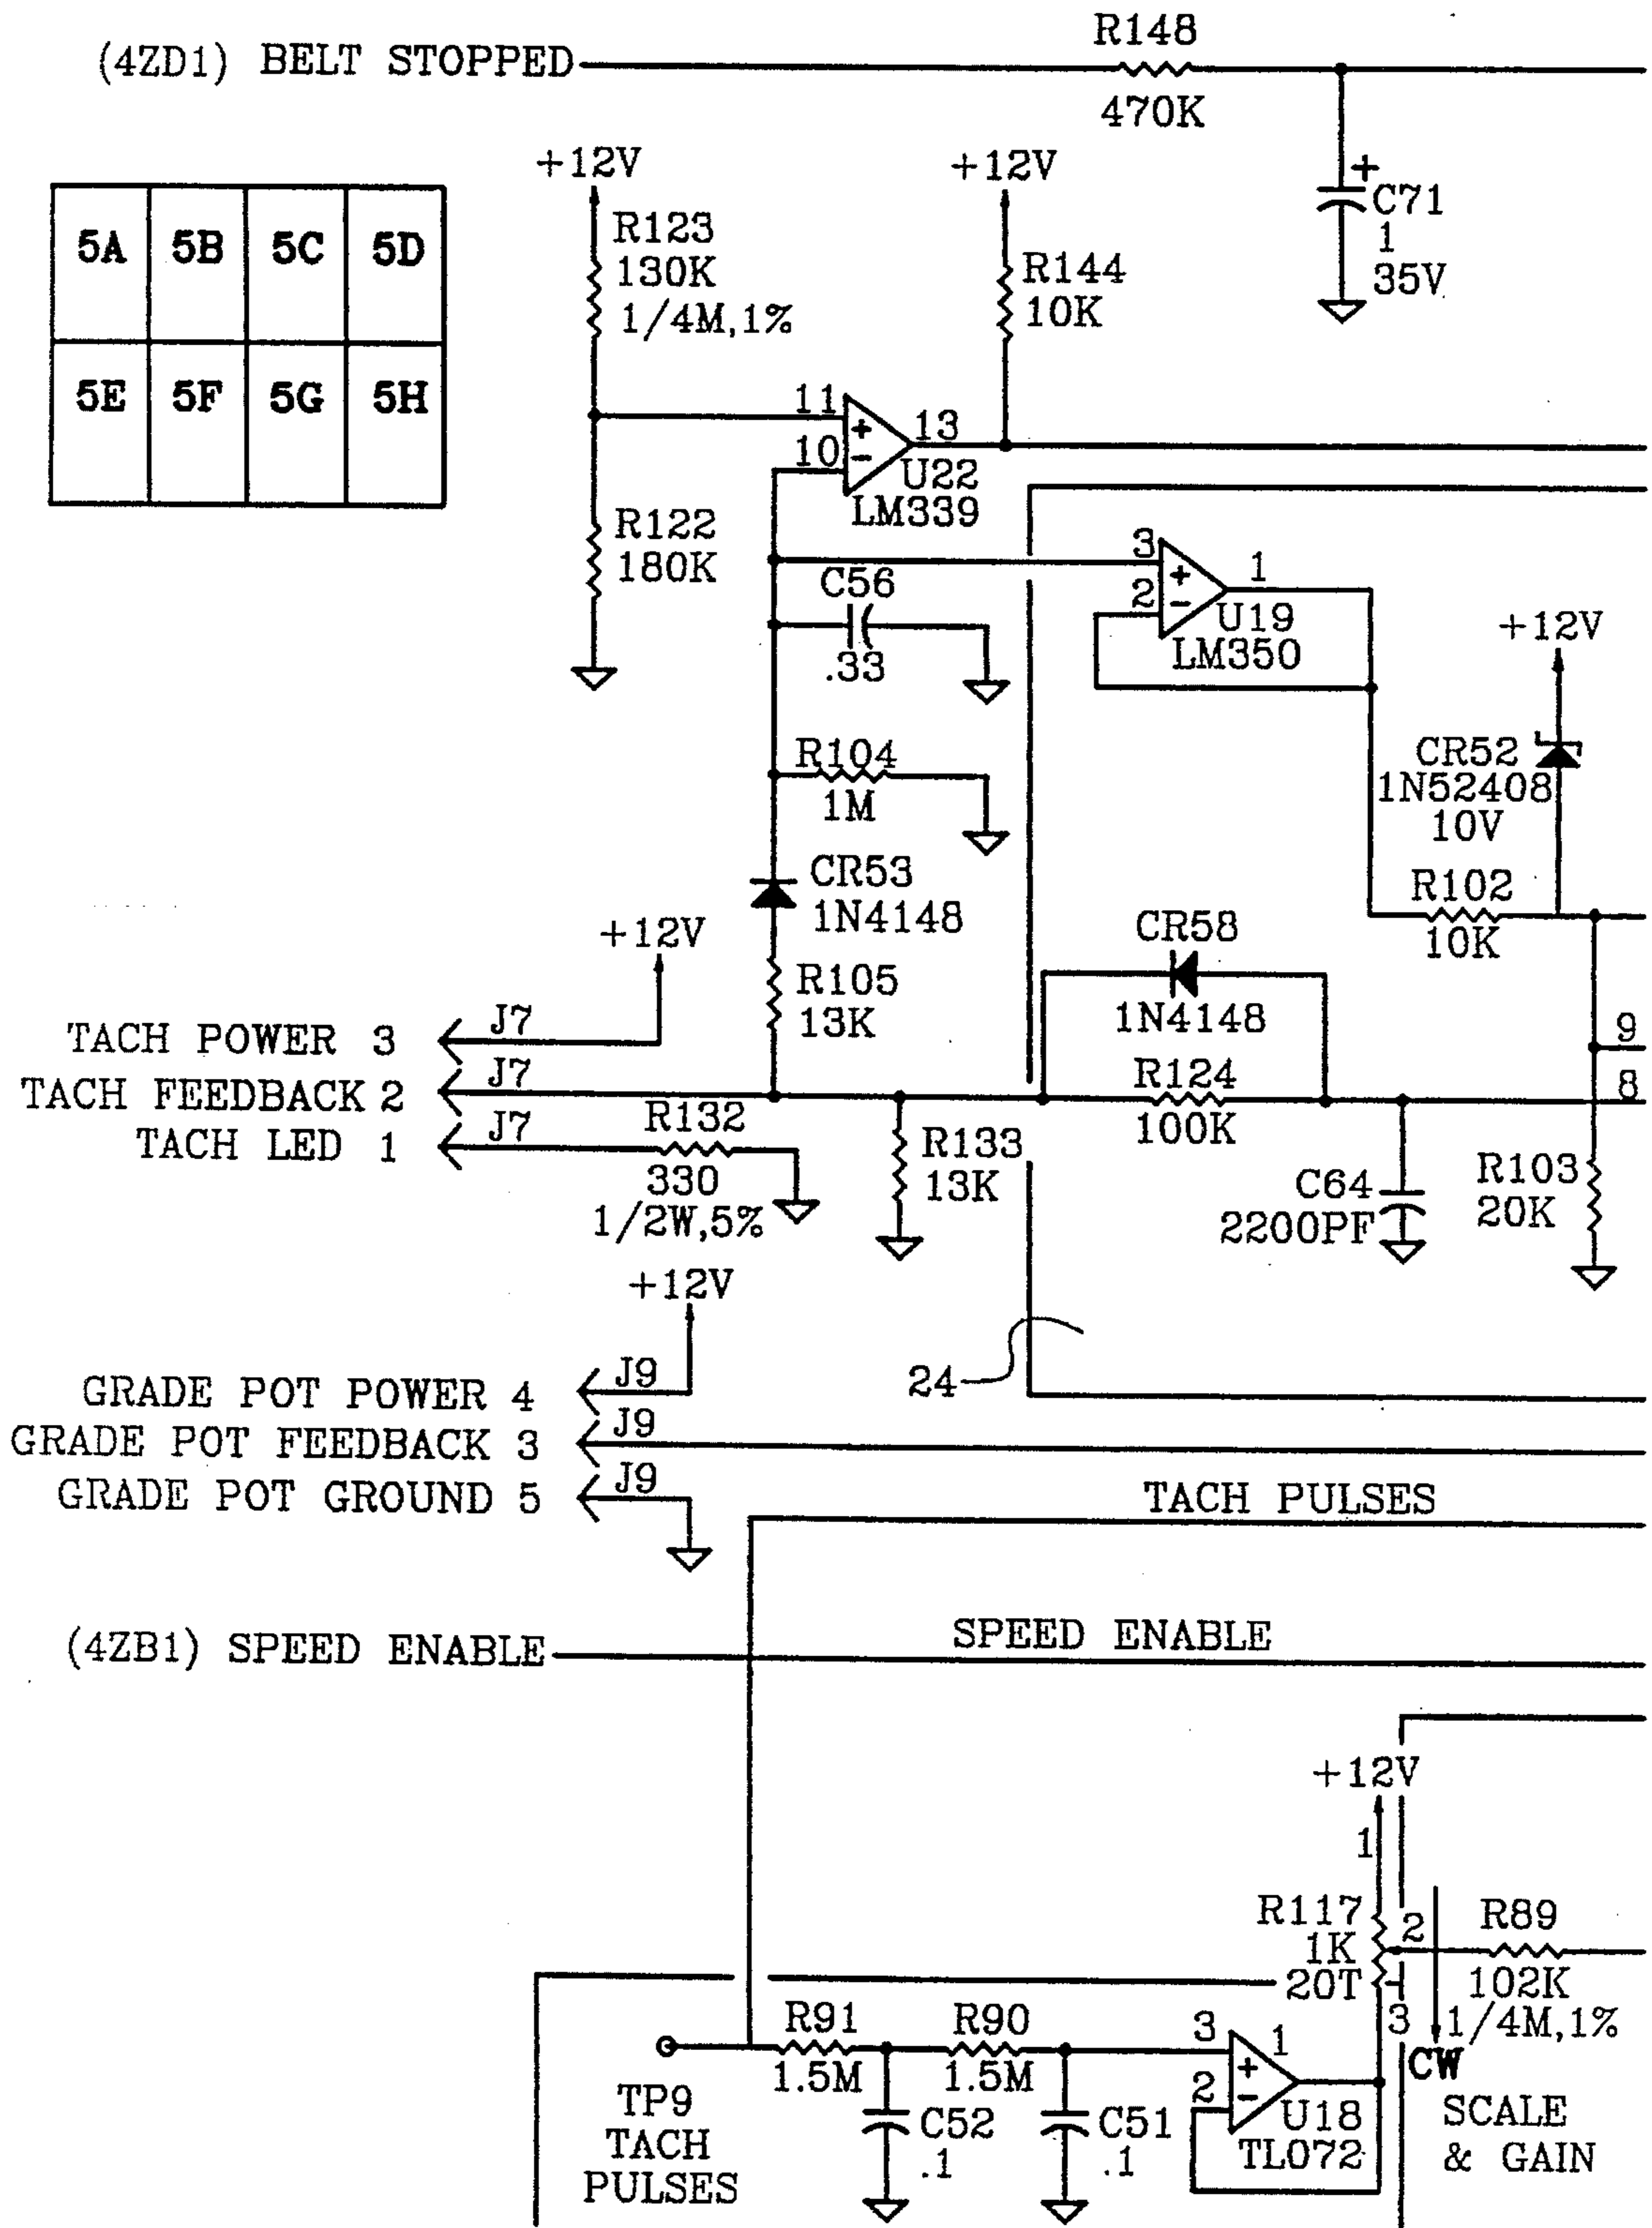 R148
(4ZD1) BELT STOPPED
470K
+12V
+12V
+
C71
1
35V
5A 5B 5C 5D
5E 5F 5G 5H
R123
130K
1/4M,1%
R144
10K
11
+
10
−
13
U22
LM339
R122
180K
3
+
2
−
1
U19
LM350
C56
.33
+12V
R104
1M
CR52
1N52408
10V
CR53
1N4148
R102
10K
+12V
CR58
1N4148
R105
13K
TACH POWER 3
J7
9
TACH FEEDBACK 2
J7
R124
100K
8
TACH LED 1
J7
R132
330
1/2W,5%
R133
13K
C64
2200PF
R103
20K
+12V
24
GRADE POT POWER 4
J9
GRADE POT FEEDBACK 3
J9
GRADE POT GROUND 5
J9
TACH PULSES
(4ZB1) SPEED ENABLE
SPEED ENABLE
+12V
1
R117
1K
20T
2
R89
102K
1/4M,1%
3
CW
R91
1.5M
R90
1.5M
3
+
2
−
1
U18
TL072
SCALE
& GAIN
TP9
TACH
PULSES
C52
.1
C51
.1